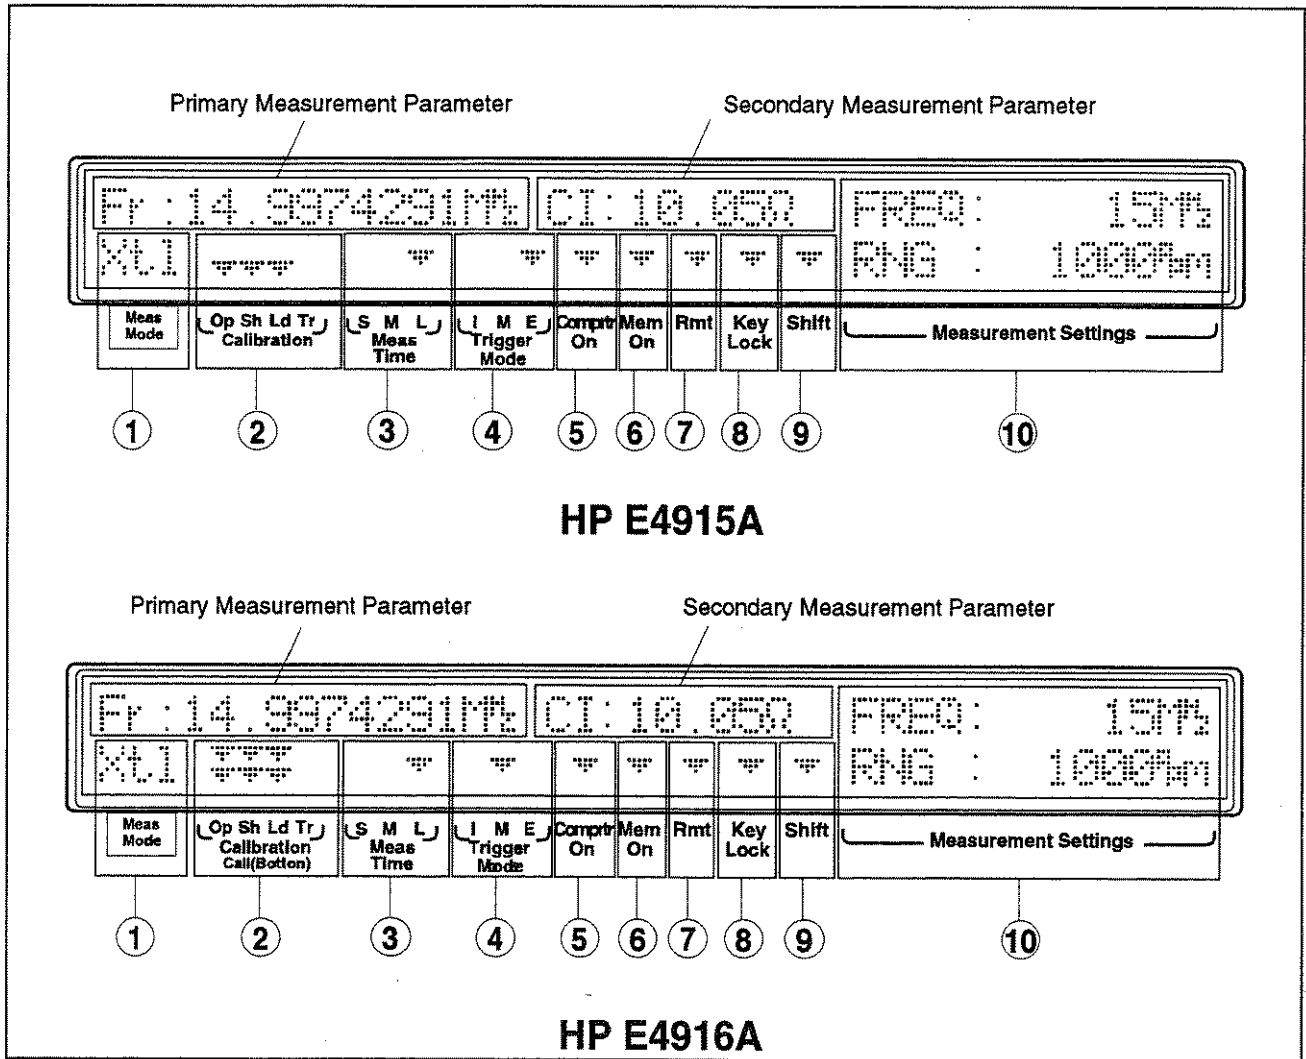 Primary Measurement Parameter Secondary Measurement Parameter
Fr:14.9974291MHz CI:10.05Ω FREQ: 15MHz
Xtl RNG : 1000ppm
Meas Mode
Op Sh Ld Tr Calibration
S M L Meas Time
I M E Trigger Mode
Comprtr On
Mem On
Rmt
Key Lock
Shift
Measurement Settings
1 2 3 4 5 6 7 8 9 10
HP E4915A
Primary Measurement Parameter Secondary Measurement Parameter
Fr:14.9974291MHz CI:10.05Ω FREQ: 15MHz
Xtl RNG : 1000ppm
Meas Mode
Op Sh Ld Tr Calibration Call(Botton)
S M L Meas Time
I M E Trigger Mode
Comprtr On
Mem On
Rmt
Key Lock
Shift
Measurement Settings
1 2 3 4 5 6 7 8 9 10
HP E4916A